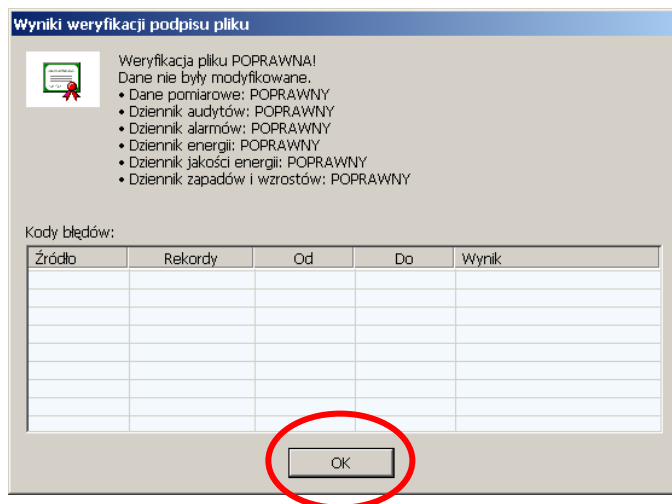 Wyniki weryfikacji podpisu pliku
Weryfikacja pliku POPRAWNA!
Dane nie były modyfikowane.
• Dane pomiarowe: POPRAWNY
• Dziennik audytów: POPRAWNY
• Dziennik alarmów: POPRAWNY
• Dziennik energii: POPRAWNY
• Dziennik jakości energii: POPRAWNY
• Dziennik zapadów i wzrostów: POPRAWNY
Kody błędów:
Źródło Rekordy Od Do Wynik
OK